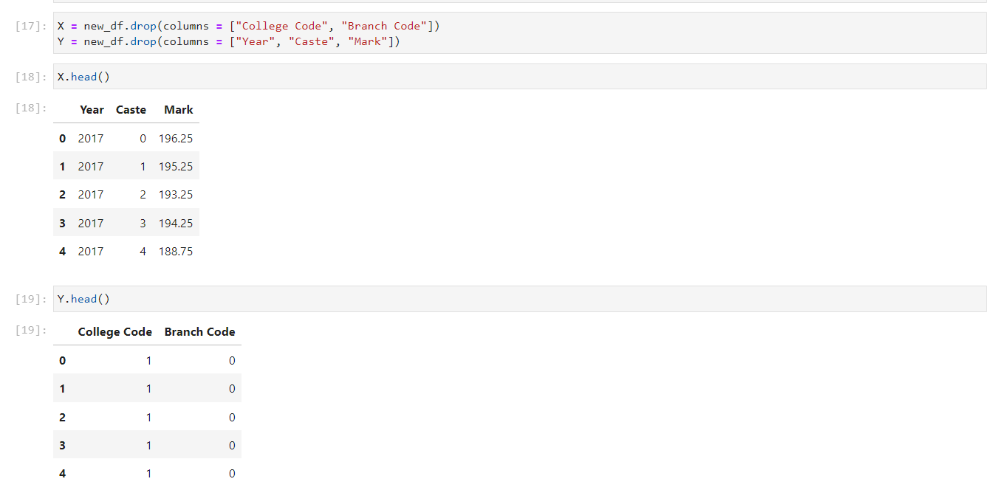 [17]: X = new_df.drop(columns = ["College Code", "Branch Code"])
Y = new_df.drop(columns = ["Year", "Caste", "Mark"])
[18]: X.head()
[18]: Year Caste Mark
0 2017 0 196.25
1 2017 1 195.25
2 2017 2 193.25
3 2017 3 194.25
4 2017 4 188.75
[19]: Y.head()
[19]: College Code Branch Code
0 1 0
1 1 0
2 1 0
3 1 0
4 1 0